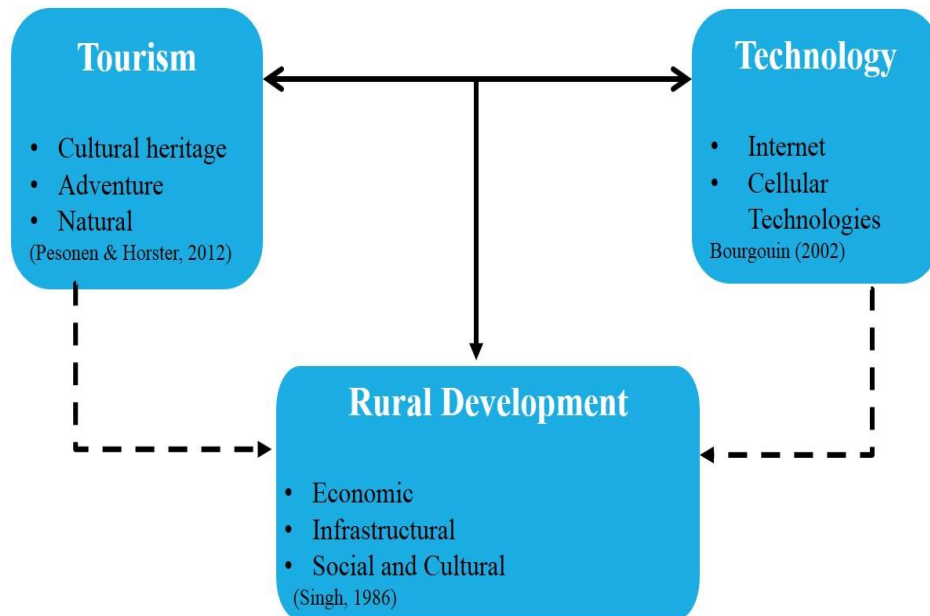 Tourism
• Cultural heritage
• Adventure
• Natural
(Pesonen & Horster, 2012)
Technology
• Internet
• Cellular
Technologies
Bourgouin (2002)
Rural Development
• Economic
• Infrastructural
• Social and Cultural
(Singh, 1986)